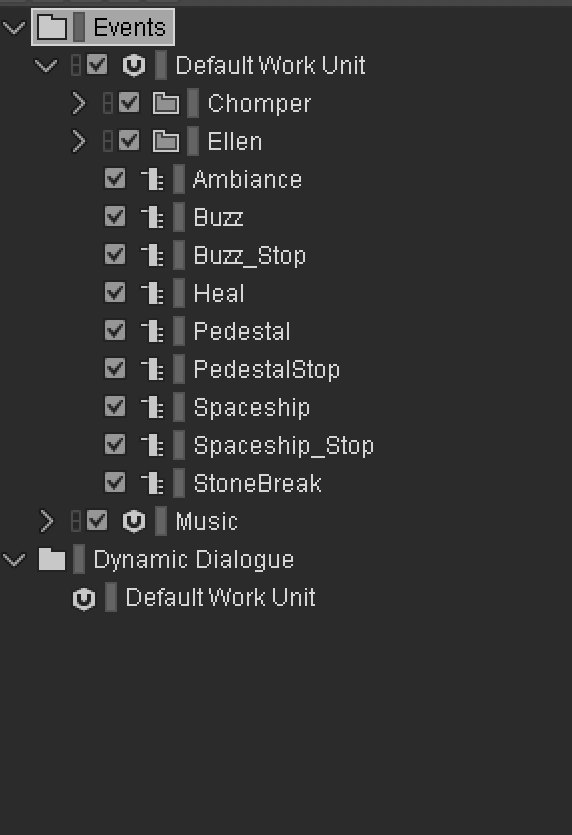 Events
Default Work Unit
Chomper
Ellen
Ambiance
Buzz
Buzz_Stop
Heal
Pedestal
PedestalStop
Spaceship
Spaceship_Stop
StoneBreak
Music
Dynamic Dialogue
Default Work Unit